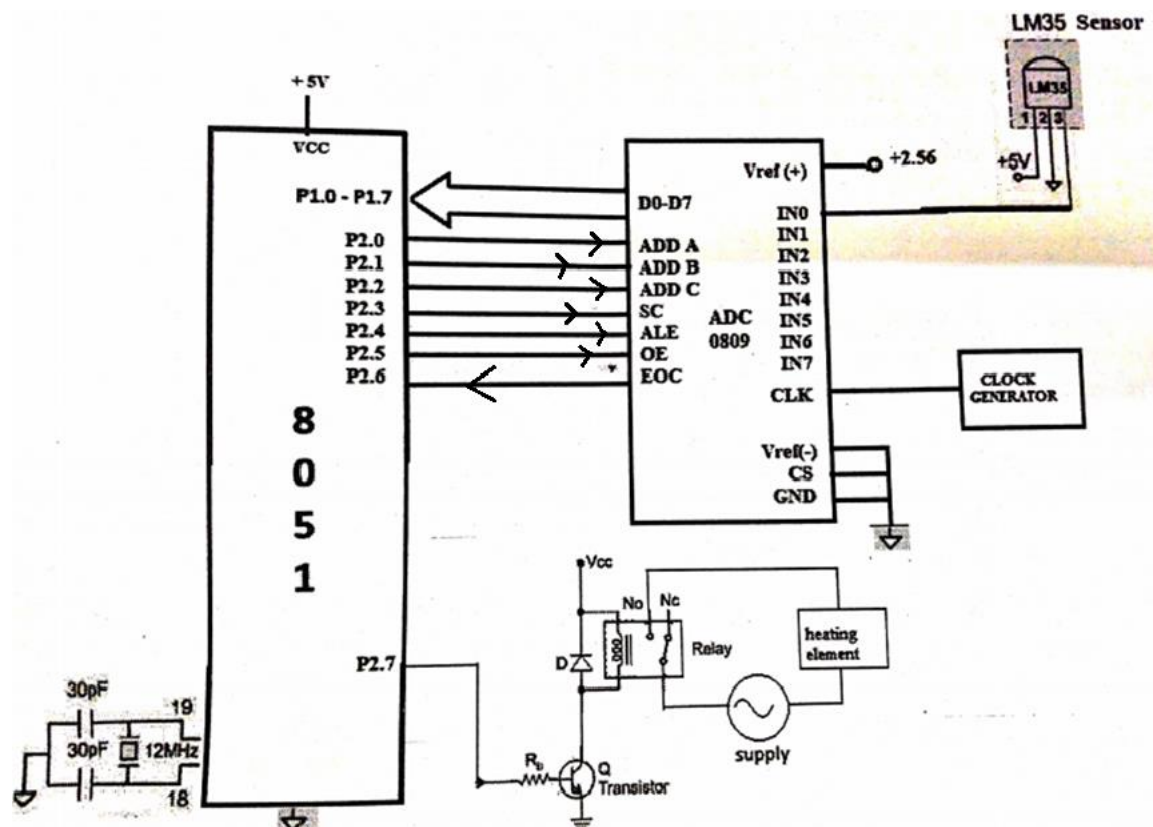 LM35 Sensor
LM35
1 2 3
+5V
+5V
VCC
P1.0 - P1.7
P2.0
P2.1
P2.2
P2.3
P2.4
P2.5
P2.6
8
0
5
1
P2.7
30pF
19
30pF
12MHz
18
Vref (+)
+2.56
D0-D7
IN0
IN1
ADD A
IN2
ADD B
IN3
ADD C
IN4
SC
ADC
IN5
ALE
0809
IN6
OE
IN7
EOC
CLK
CLOCK
GENERATOR
Vref(-)
CS
GND
Vcc
No
Nc
Relay
heating
element
D
supply
RB
Q
Transistor